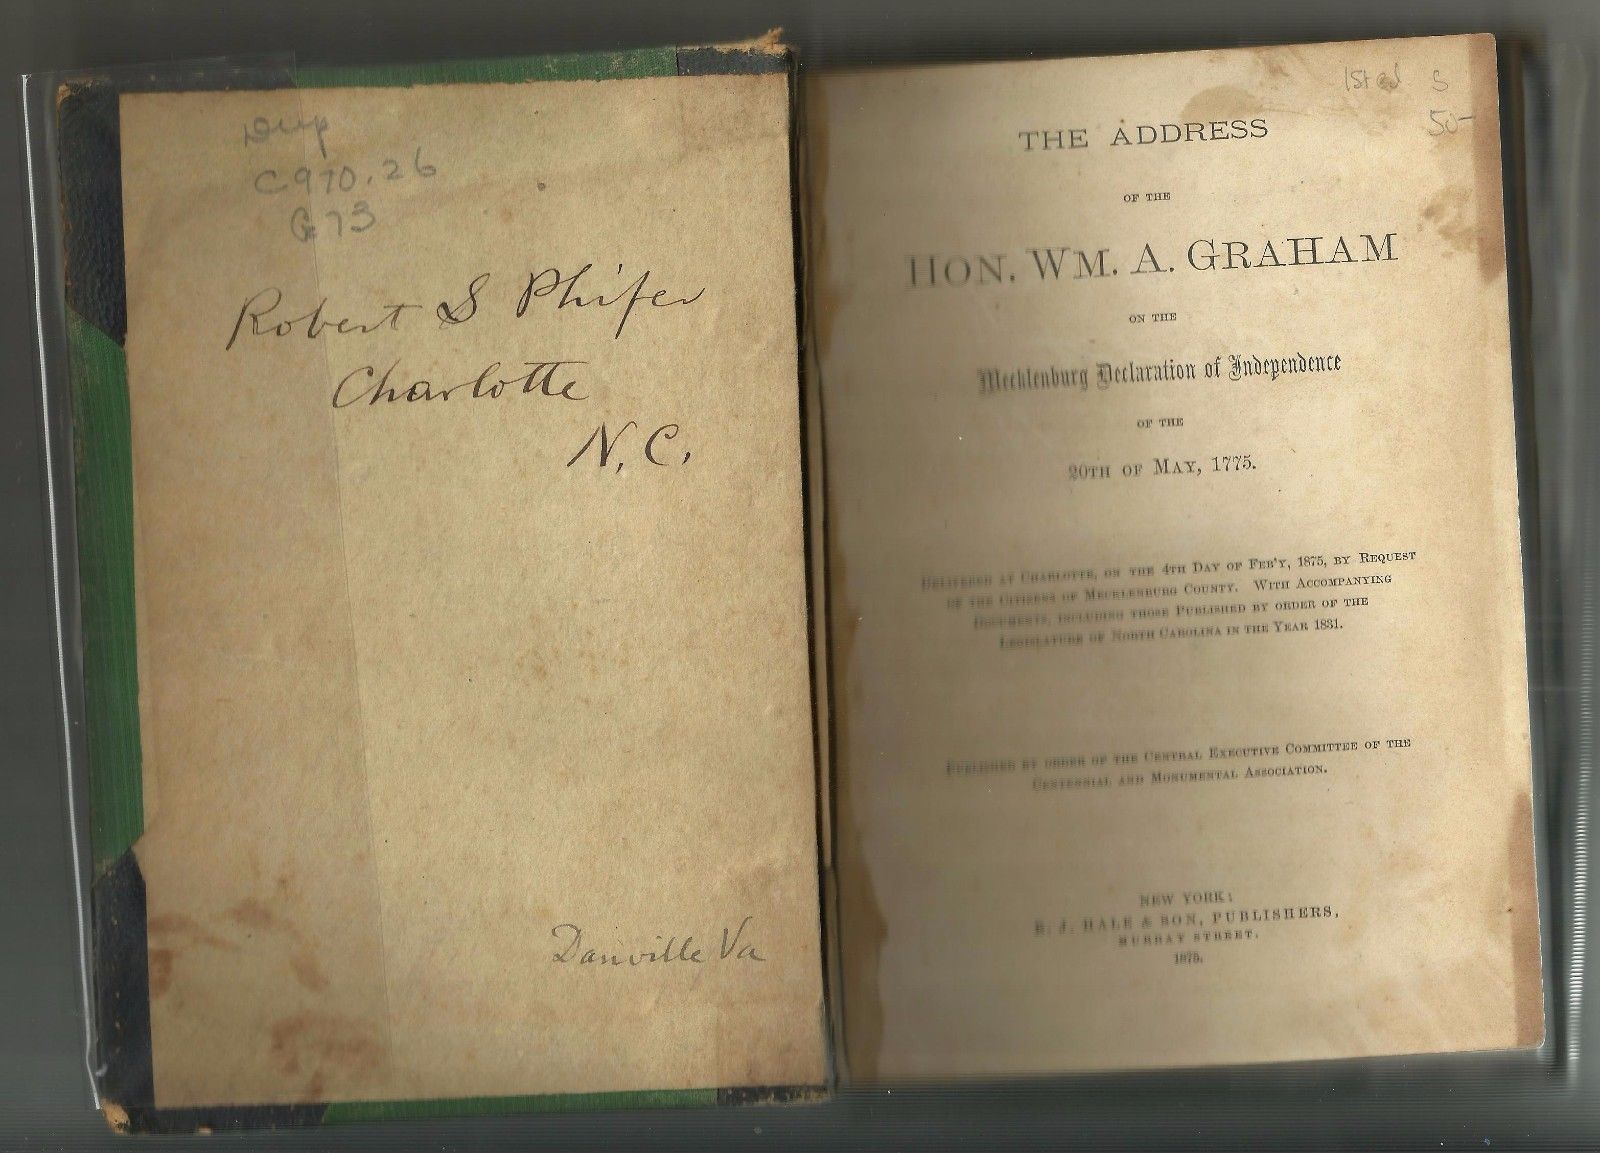 Dup
C970.26
G73
Robert S Phifer
Charlotte
N. C.
Danville Va
1st ed S
50-
THE ADDRESS
OF THE
HON. WM. A. GRAHAM
ON THE
Mecklenburg Declaration of Independence
OF THE
20TH OF MAY, 1775.
DELIVERED AT CHARLOTTE, ON THE 4TH DAY OF FEB'Y, 1875, BY REQUEST
OF THE CITIZENS OF MECKLENBURG COUNTY. WITH ACCOMPANYING
DOCUMENTS, INCLUDING THOSE PUBLISHED BY ORDER OF THE
LEGISLATURE OF NORTH CAROLINA IN THE YEAR 1831.
PUBLISHED BY ORDER OF THE CENTRAL EXECUTIVE COMMITTEE OF THE
CENTENNIAL AND MONUMENTAL ASSOCIATION.
NEW YORK:
E. J. HALE & SON, PUBLISHERS,
MURRAY STREET.
1875.